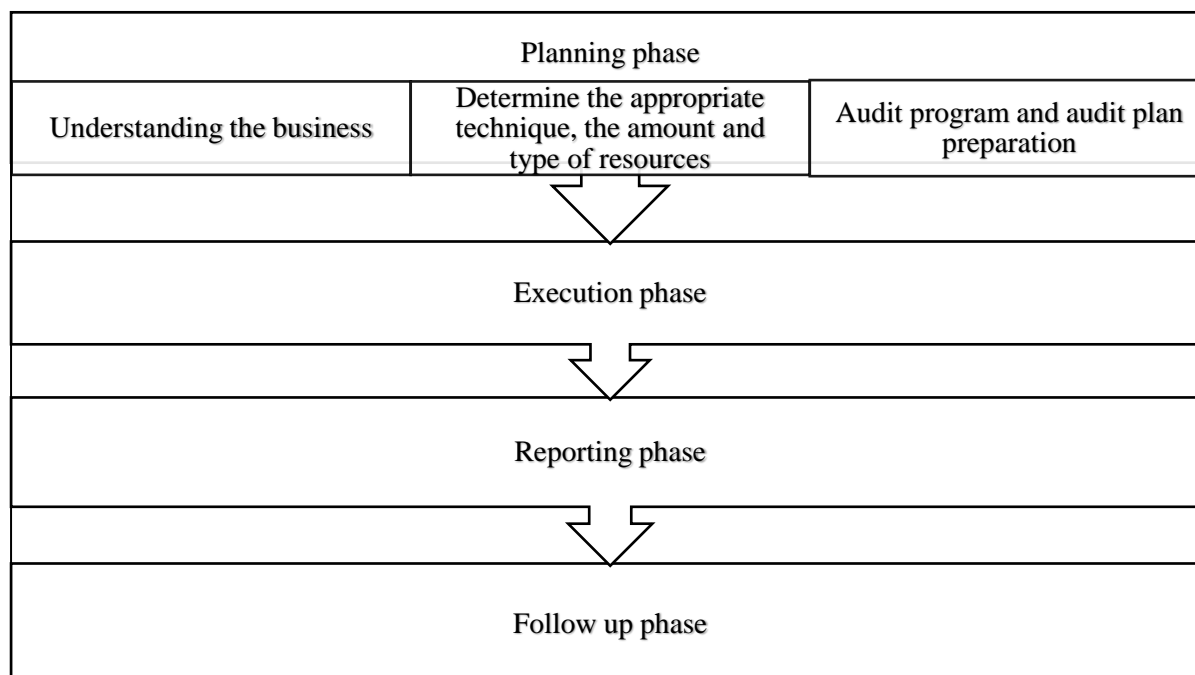 Planning phase
Understanding the business
Determine the appropriate
technique, the amount and
type of resources
Audit program and audit plan
preparation
Execution phase
Reporting phase
Follow up phase